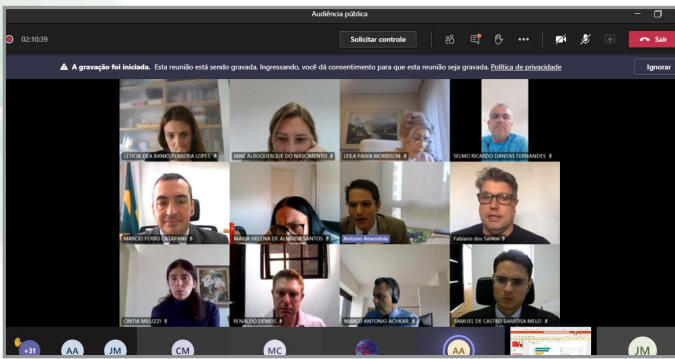 Audiência pública
02:10:39
Solicitar controle
Sair
A gravação foi iniciada. Esta reunião está sendo gravada. Ingressando, você dá consentimento para que esta reunião seja gravada. Política de privacidade
Ignorar
LETICIA DEA BANKS FERREIRA LOPES
JANE ALBUQUERQUE DO NASCIMENTO
LEILA PAIVA MORRISON
SELMO RICARDO DANTAS FERNANDES
MARCIO FERRO CATAPANI
MARIA HELENA DE ALMEIDA SANTOS
Antonio Amendola
Fabiano dos Santos
CINTIA MELUZZI
RENALDO DEMEIS
MARCO ANTONIO ACHKAR
SAMUEL DE CASTRO BARBOSA MELO
+31
AA
JM
CM
MC
AA
JM